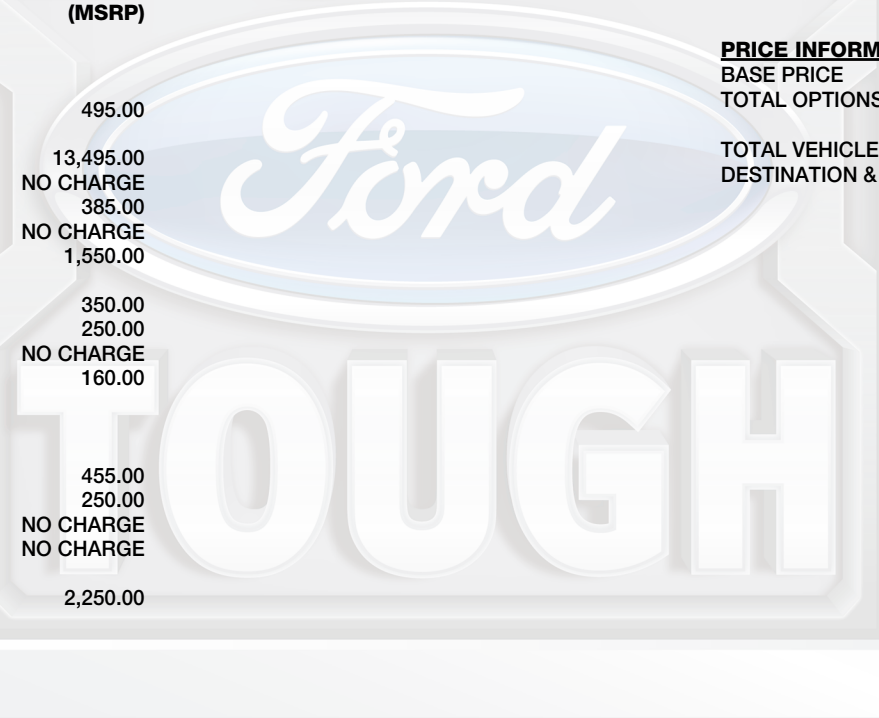 (MSRP)
495.00
13,495.00
NO CHARGE
385.00
NO CHARGE
1,550.00
350.00
250.00
NO CHARGE
160.00
455.00
250.00
NO CHARGE
NO CHARGE
2,250.00
PRICE INFORM
BASE PRICE
TOTAL OPTIONS
TOTAL VEHICLE
DESTINATION &
Ford
TOUGH